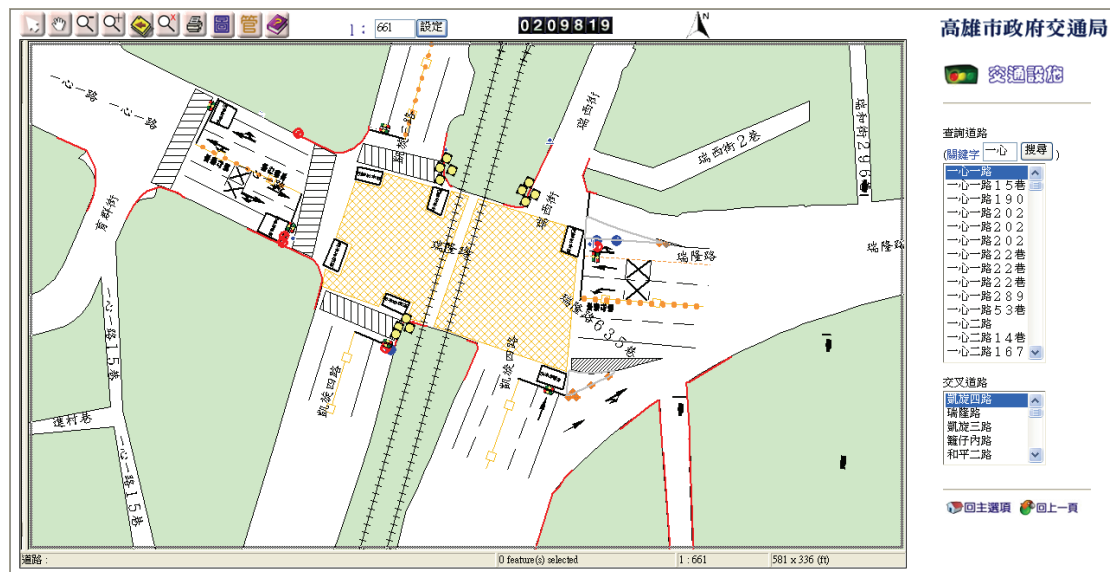 1 : 661 設定
0209819
N
圖 管
高雄市政府交通局
交通設施
查詢道路
(關鍵字 一心 搜尋 )
一心一路
一心一路15巷
一心一路190
一心一路202
一心一路202
一心一路202
一心一路22巷
一心一路22巷
一心一路22巷
一心一路289
一心一路53巷
一心二路
一心二路14巷
一心二路167
交叉道路
凱旋四路
瑞隆路
凱旋三路
籬仔內路
和平二路
回主選項 回上一頁
一心一路 一心一路
凱旋三路
瑞西街
瑞西街2巷
瑞和街296
育群街
瑞西街
瑞隆路
瑞隆路
瑞隆路
瑞隆路635巷
凱旋四路
凱旋四路
一心一路15巷
進村巷
一心一路15巷
道路 :
0 feature(s) selected
1 : 661
581 x 336 (ft)